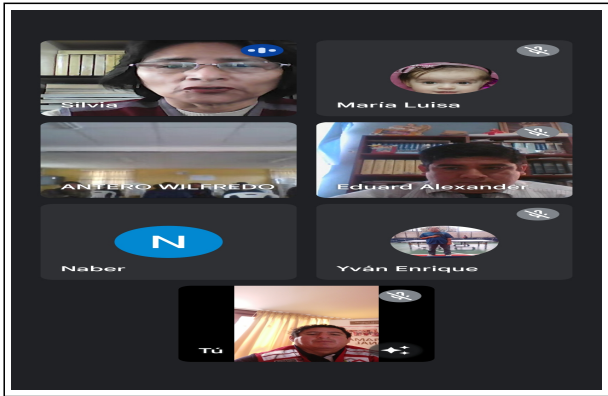 Silvia
María Luisa
ANTERO WILFREDO
Eduard Alexander
N
Naber
Yván Enrique
Tú